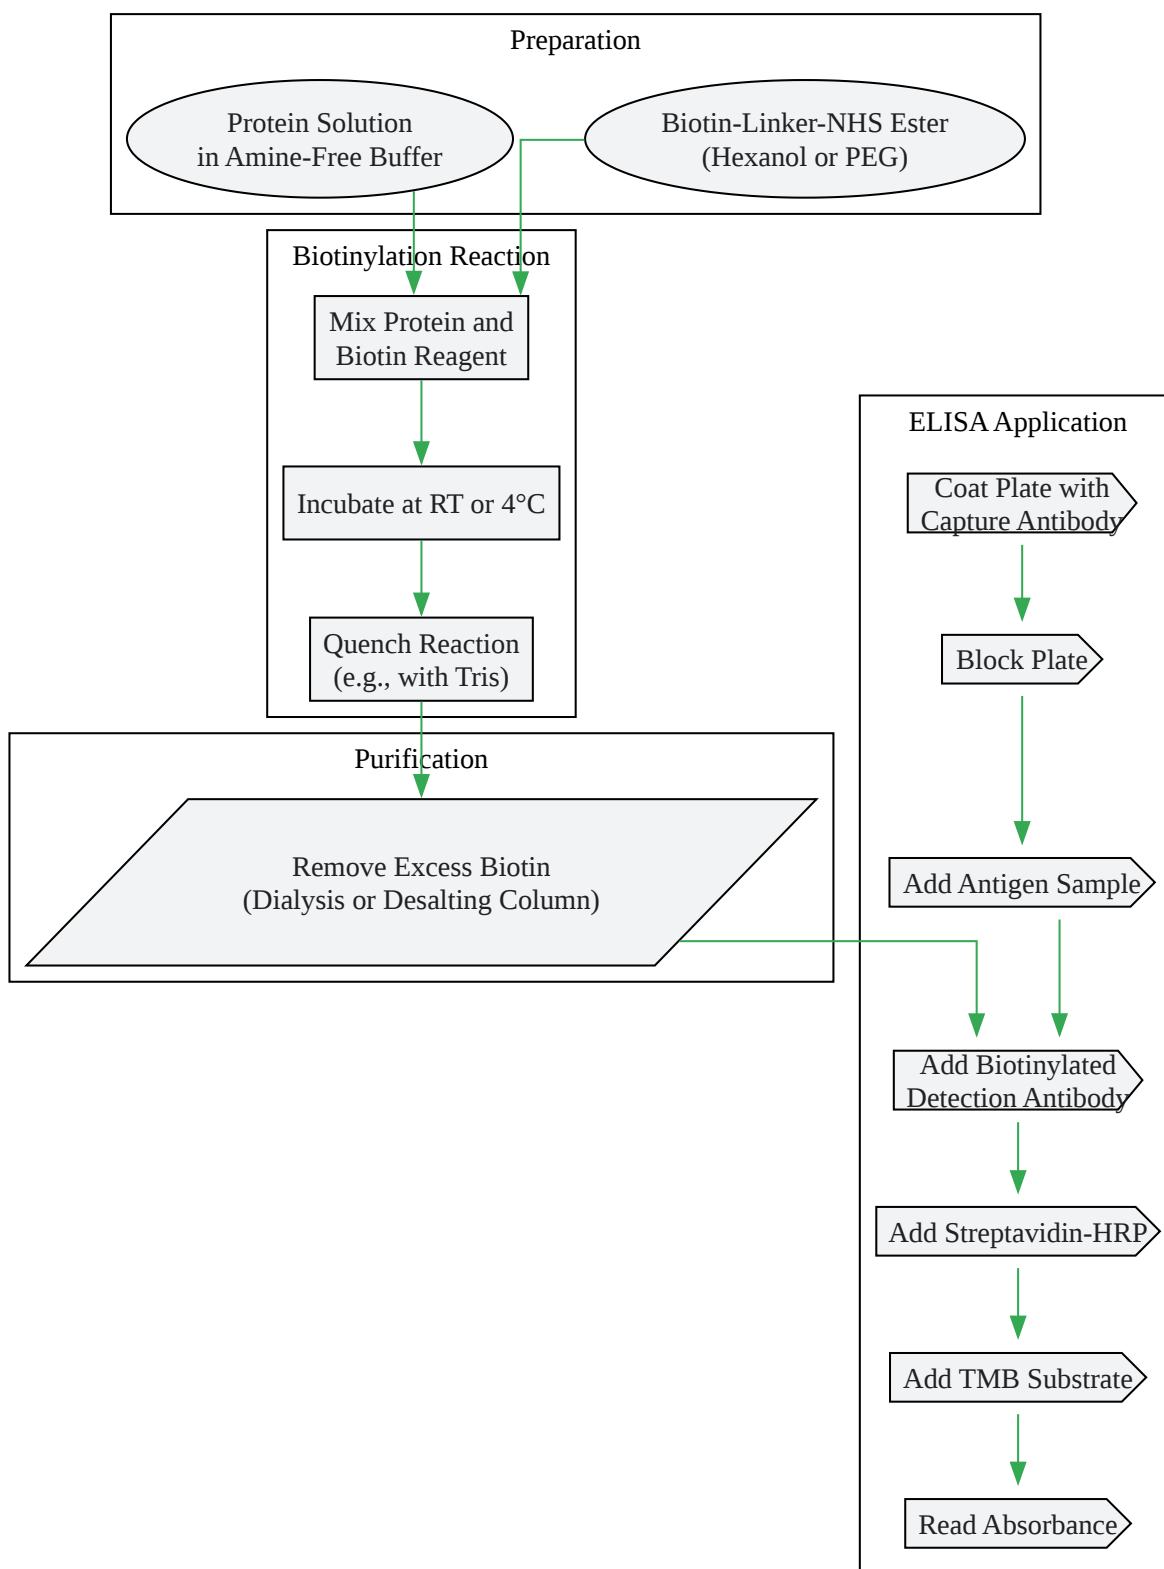 Preparation
Protein Solution
in Amine-Free Buffer
Biotin-Linker-NHS Ester
(Hexanol or PEG)
Biotinylation Reaction
Mix Protein and
Biotin Reagent
Incubate at RT or 4°C
Quench Reaction
(e.g., with Tris)
Purification
Remove Excess Biotin
(Dialysis or Desalting Column)
ELISA Application
Coat Plate with
Capture Antibody
Block Plate
Add Antigen Sample
Add Biotinylated
Detection Antibody
Add Streptavidin-HRP
Add TMB Substrate
Read Absorbance